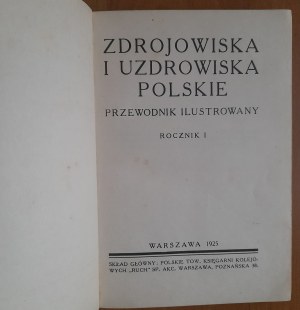 ZDROJOWISKA
I UZDROWISKA
POLSKIE
PRZEWODNIK ILUSTROWANY
ROCZNIK I
WARSZAWA 1925
SKŁAD GŁÓWNY: POLSKIE TOW. KSIĘGARNI KOLEJO-
WYCH „RUCH” SP. AKC. WARSZAWA, POZNAŃSKA 38.